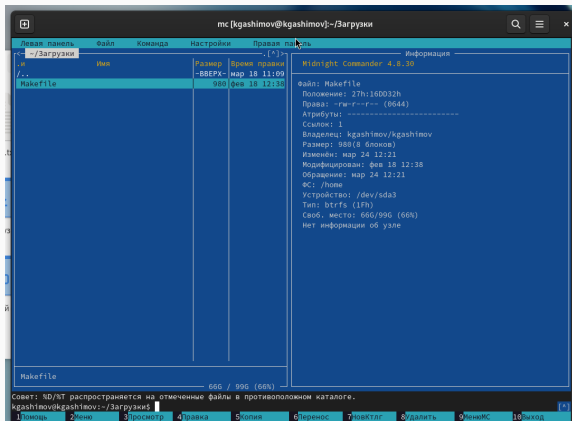 mc [kgashimov@kgashimov]:~/Загрузки
Левая панель Файл Команда Настройки Правая панель
<- ~/Загрузки .[^]> Информация
.и Имя Размер Время правки Midnight Commander 4.8.30
/.. -ВВЕРХ- мар 18 11:09
Makefile 980 фев 18 12:38 Файл: Makefile
Положение: 27h:16DD32h
Права: -rw-r--r-- (0644)
Атрибуты: ------------------------
Ссылок: 1
Владелец: kgashimov/kgashimov
Размер: 980(8 блоков)
Изменён: мар 24 12:21
Модифицирован: фев 18 12:38
Обращение: мар 24 12:21
ФС: /home
Устройство: /dev/sda3
Тип: btrfs (1Fh)
Своб. место: 66G/99G (66%)
Нет информации об узле
Makefile
66G / 99G (66%)
Совет: %D/%T распространяется на отмеченные файлы в противоположном каталоге.
kgashimov@kgashimov:~/Загрузки$ [^]
1Помощь 2Меню 3Просмотр 4Правка 5Копия 6Перенос 7НовКтлг 8Удалить 9МенюMC 10Выход